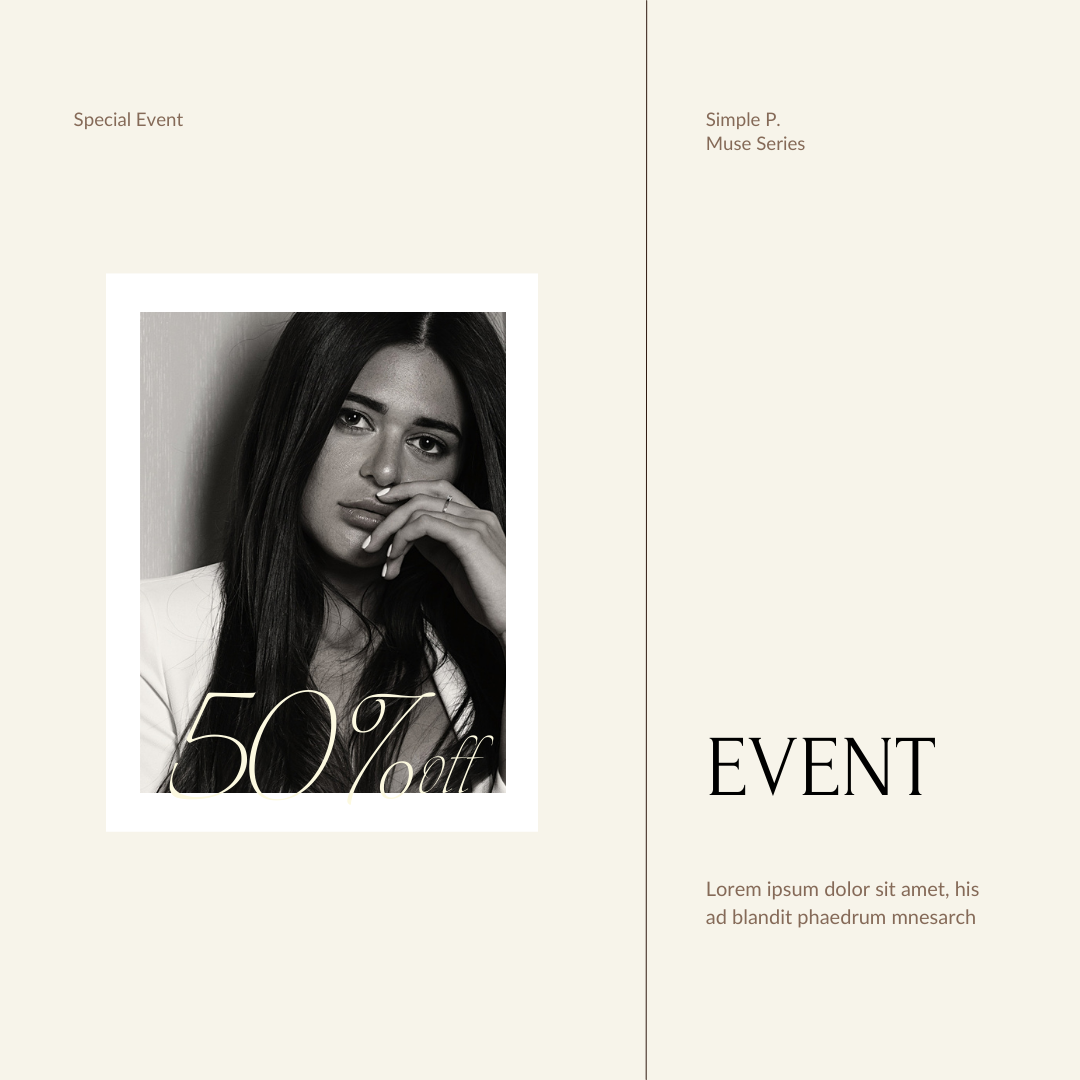 Special Event
Simple P.
Muse Series
50% off
EVENT
Lorem ipsum dolor sit amet, his
ad blandit phaedrum mnesarch